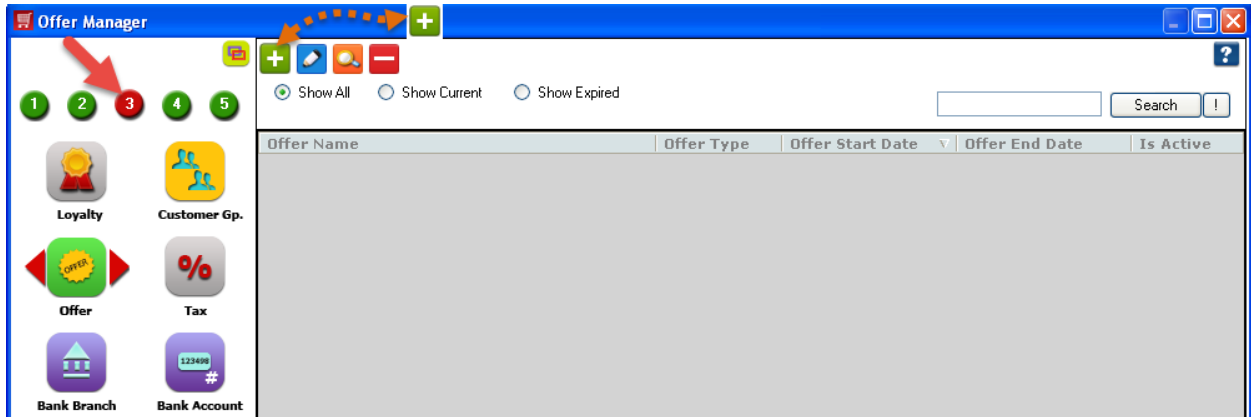 Offer Manager
?
Show All Show Current Show Expired
1 2 3 4 5
Search !
Offer Name Offer Type Offer Start Date Offer End Date Is Active
Loyalty Customer Gp.
OFFER %
Offer Tax
123498
#
Bank Branch Bank Account